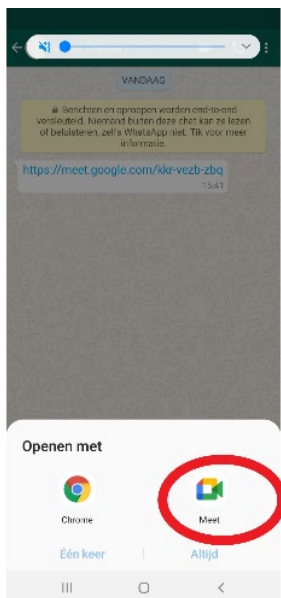 VANDAAG
Berichten en oproepen worden end-to-end
versleuteld. Niemand buiten deze chat kan ze lezen
of beluisteren, zelfs WhatsApp niet. Tik voor meer
informatie.
https://meet.google.com/kkr-vezb-zbq
15:41
Openen met
Chrome
Meet
Één keer
Altijd